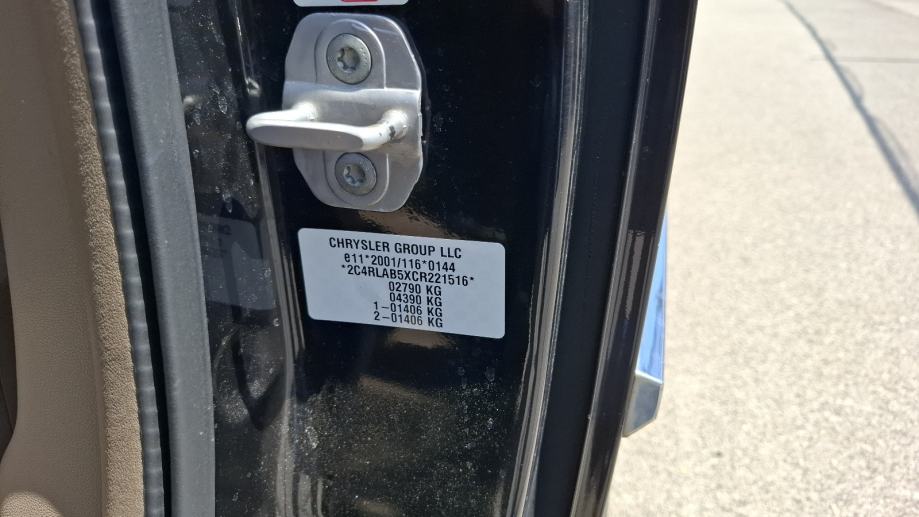 CHRYSLER GROUP LLC
e11*2001/116*0144
*2C4RLAB5XCR221516*
02790 KG
04390 KG
1-01406 KG
2-01406 KG